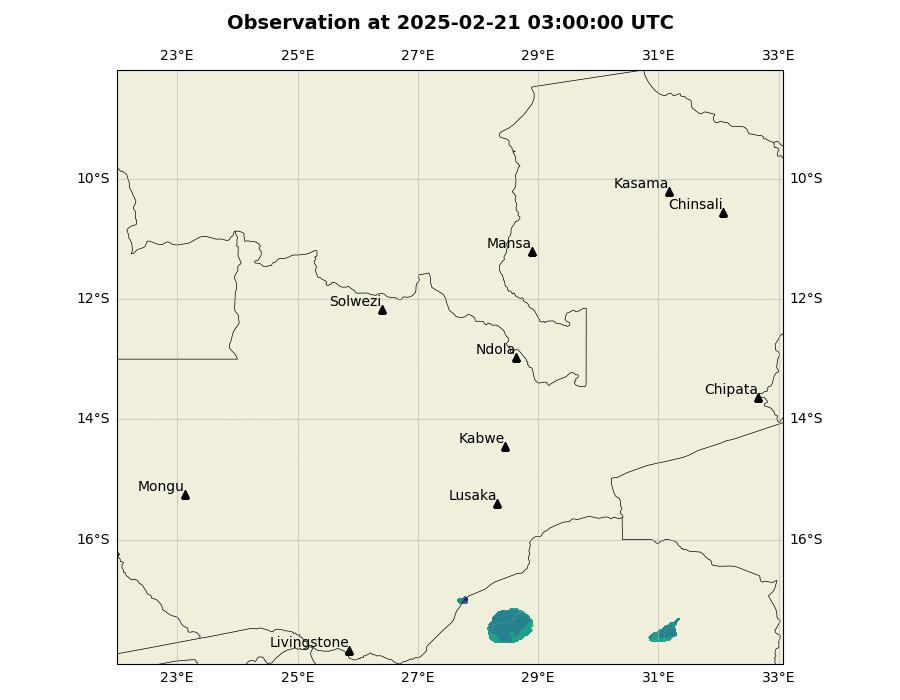 Observation at 2025-02-21 03:00:00 UTC
23°E 25°E 27°E 29°E 31°E 33°E
10°S 10°S
Kasama
Chinsali
Mansa
12°S 12°S
Solwezi
Ndola
Chipata
14°S 14°S
Kabwe
Mongu
Lusaka
16°S 16°S
Livingstone
23°E 25°E 27°E 29°E 31°E 33°E